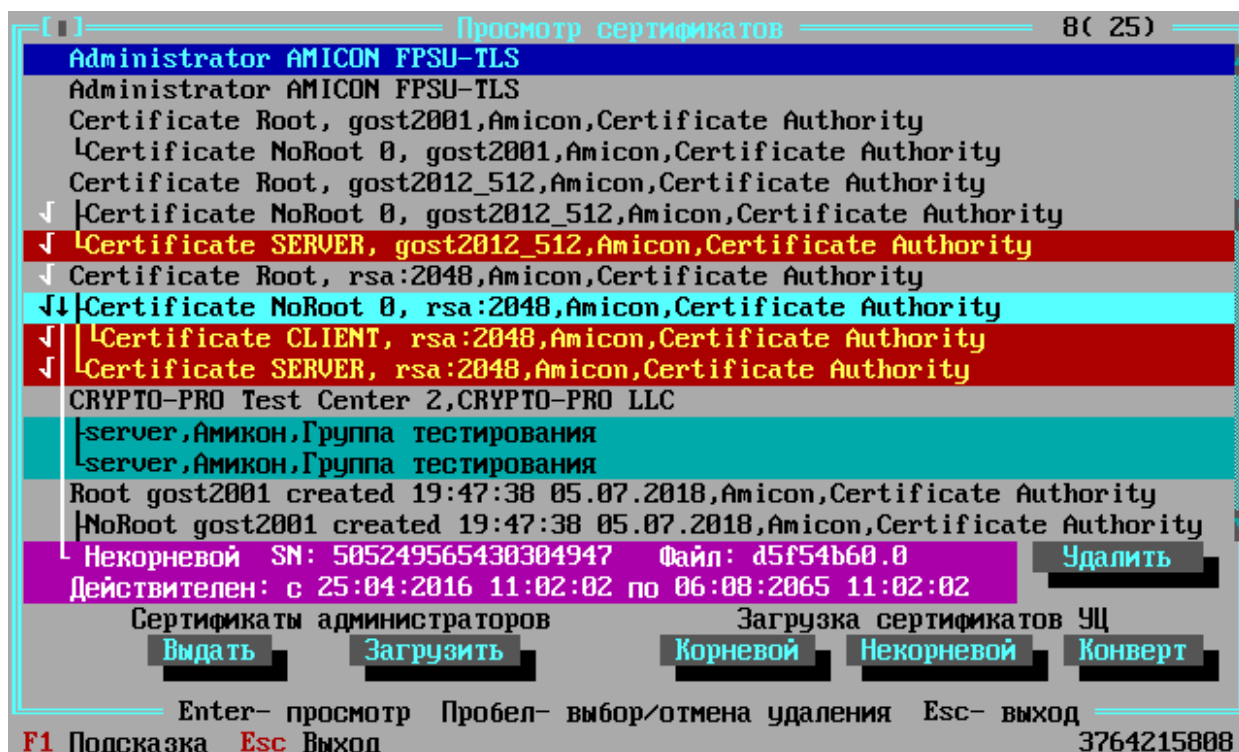 [ ] Просмотр сертификатов 8( 25)
Administrator AMICON FPSU-TLS
Administrator AMICON FPSU-TLS
Certificate Root, gost2001,Amicon,Certificate Authority
Certificate NoRoot 0, gost2001,Amicon,Certificate Authority
Certificate Root, gost2012_512,Amicon,Certificate Authority
√ Certificate NoRoot 0, gost2012_512,Amicon,Certificate Authority
√ Certificate SERVER, gost2012_512,Amicon,Certificate Authority
√ Certificate Root, rsa:2048,Amicon,Certificate Authority
√↓ Certificate NoRoot 0, rsa:2048,Amicon,Certificate Authority
√ Certificate CLIENT, rsa:2048,Amicon,Certificate Authority
√ Certificate SERVER, rsa:2048,Amicon,Certificate Authority
CRYPTO-PRO Test Center 2,CRYPTO-PRO LLC
server,Амикон,Группа тестирования
server,Амикон,Группа тестирования
Root gost2001 created 19:47:38 05.07.2018,Amicon,Certificate Authority
NoRoot gost2001 created 19:47:38 05.07.2018,Amicon,Certificate Authority
Некорневой SN: 505249565430304947 Файл: d5f54b60.0 Удалить
Действителен: с 25:04:2016 11:02:02 по 06:08:2065 11:02:02
Сертификаты администраторов Загрузка сертификатов УЦ
Выдать Загрузить Корневой Некорневой Конверт
Enter- просмотр Пробел- выбор/отмена удаления Esc- выход
F1 Подсказка Esc Выход 3764215808